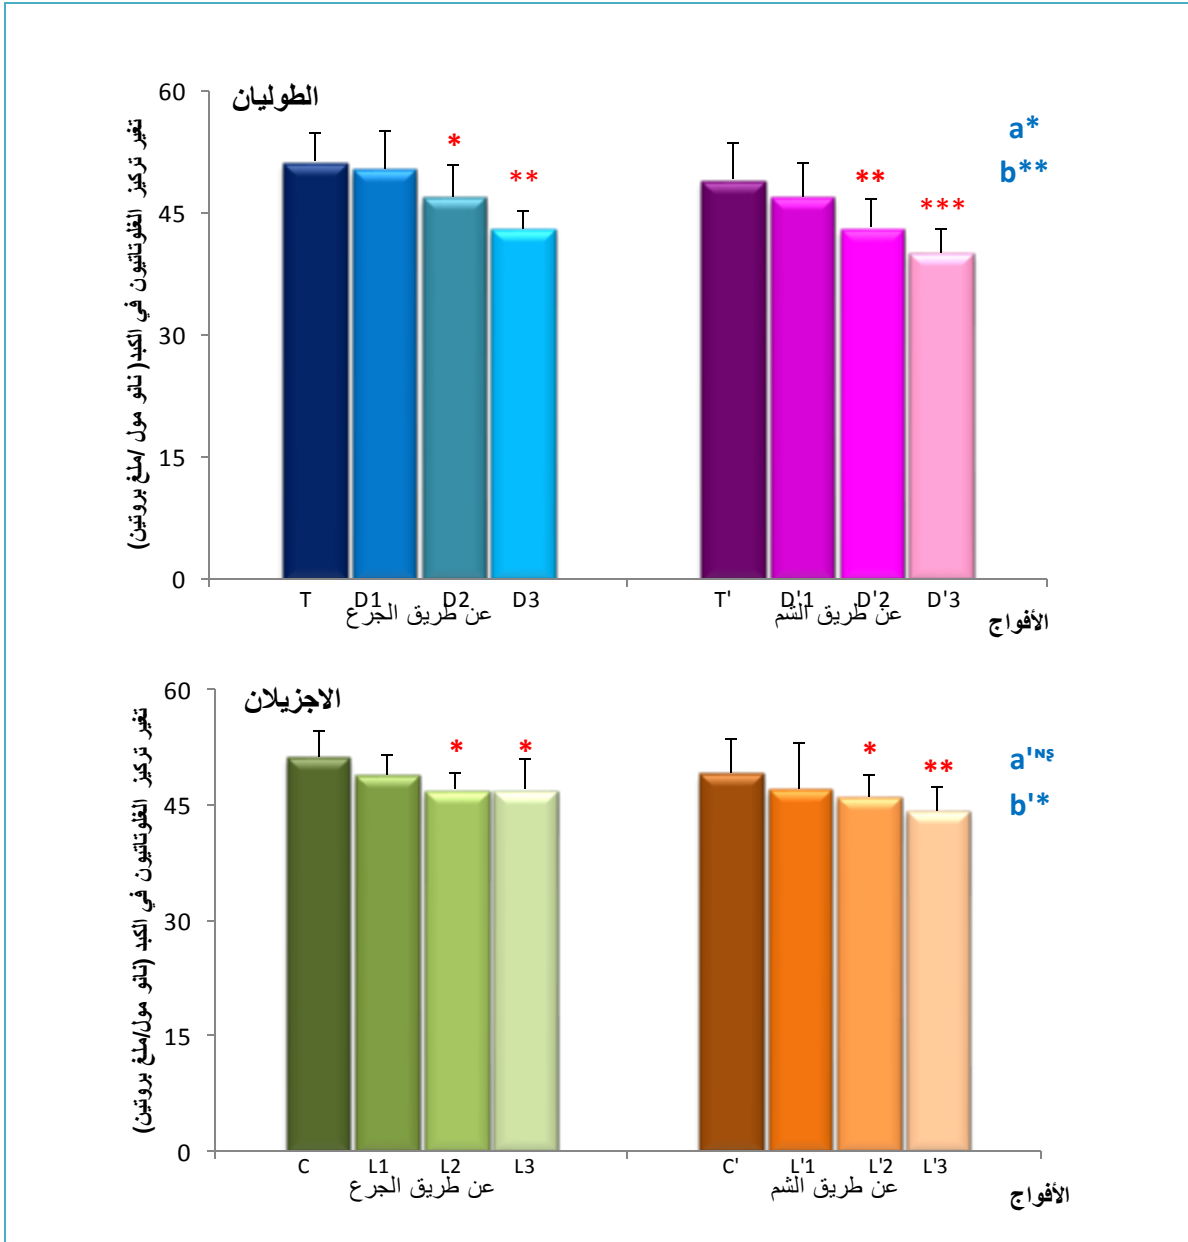 الطوليان
تغير تركيز الغلوتاثيون في الكبد( نانو مول /ملغ بروتين)
60
45
30
15
0
*
**
**
***
a*
b**
T D1 D2 D3 T' D'1 D'2 D'3
عن طريق الجرع عن طريق الشم
الأفواج
الاجزيلان
تغير تركيز الغلوتاثيون في الكبد (نانو مول/ملغ بروتين)
60
45
30
15
0
*
*
*
**
a'ᴺˢ
b'*
C L1 L2 L3 C' L'1 L'2 L'3
عن طريق الجرع عن طريق الشم
الأفواج